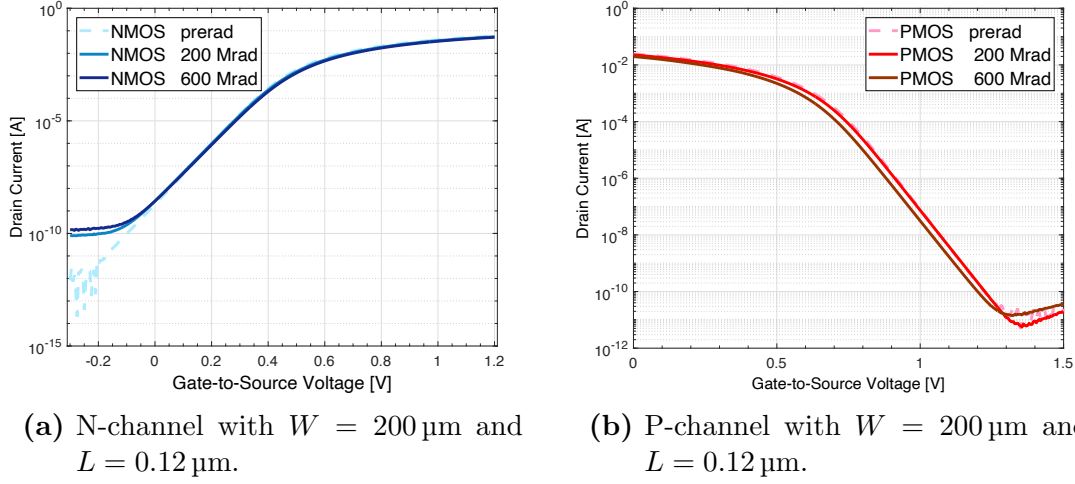 10^0
10^-5
10^-10
10^-15
Drain Current [A]
-0.2 0 0.2 0.4 0.6 0.8 1 1.2
Gate-to-Source Voltage [V]
NMOS prerad
NMOS 200 Mrad
NMOS 600 Mrad
(a) N-channel with W = 200 µm and
L = 0.12 µm.
10^0
10^-2
10^-4
10^-6
10^-8
10^-10
10^-12
Drain Current [A]
0 0.5 1 1.5
Gate-to-Source Voltage [V]
PMOS prerad
PMOS 200 Mrad
PMOS 600 Mrad
(b) P-channel with W = 200 µm and
L = 0.12 µm.